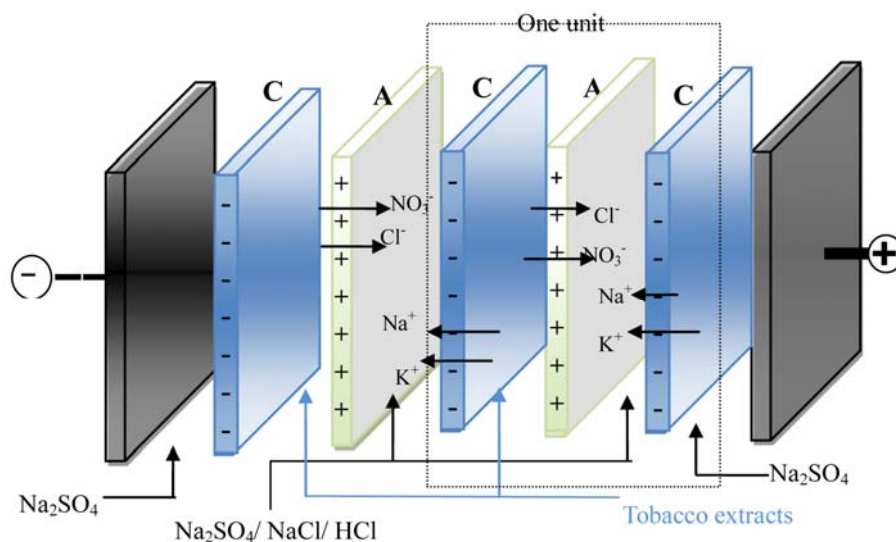 One unit
C
A
C
A
C
+
+
+
+
+
+
+
-
-
-
-
-
-
-
NO₃⁻
Cl⁻
Na⁺
K⁺
-
-
-
-
-
-
-
+
+
+
+
+
+
+
Cl⁻
NO₃⁻
Na⁺
K⁺
-
-
-
-
-
-
-
-
+
Na₂SO₄
Na₂SO₄/ NaCl/ HCl
Tobacco extracts
Na₂SO₄